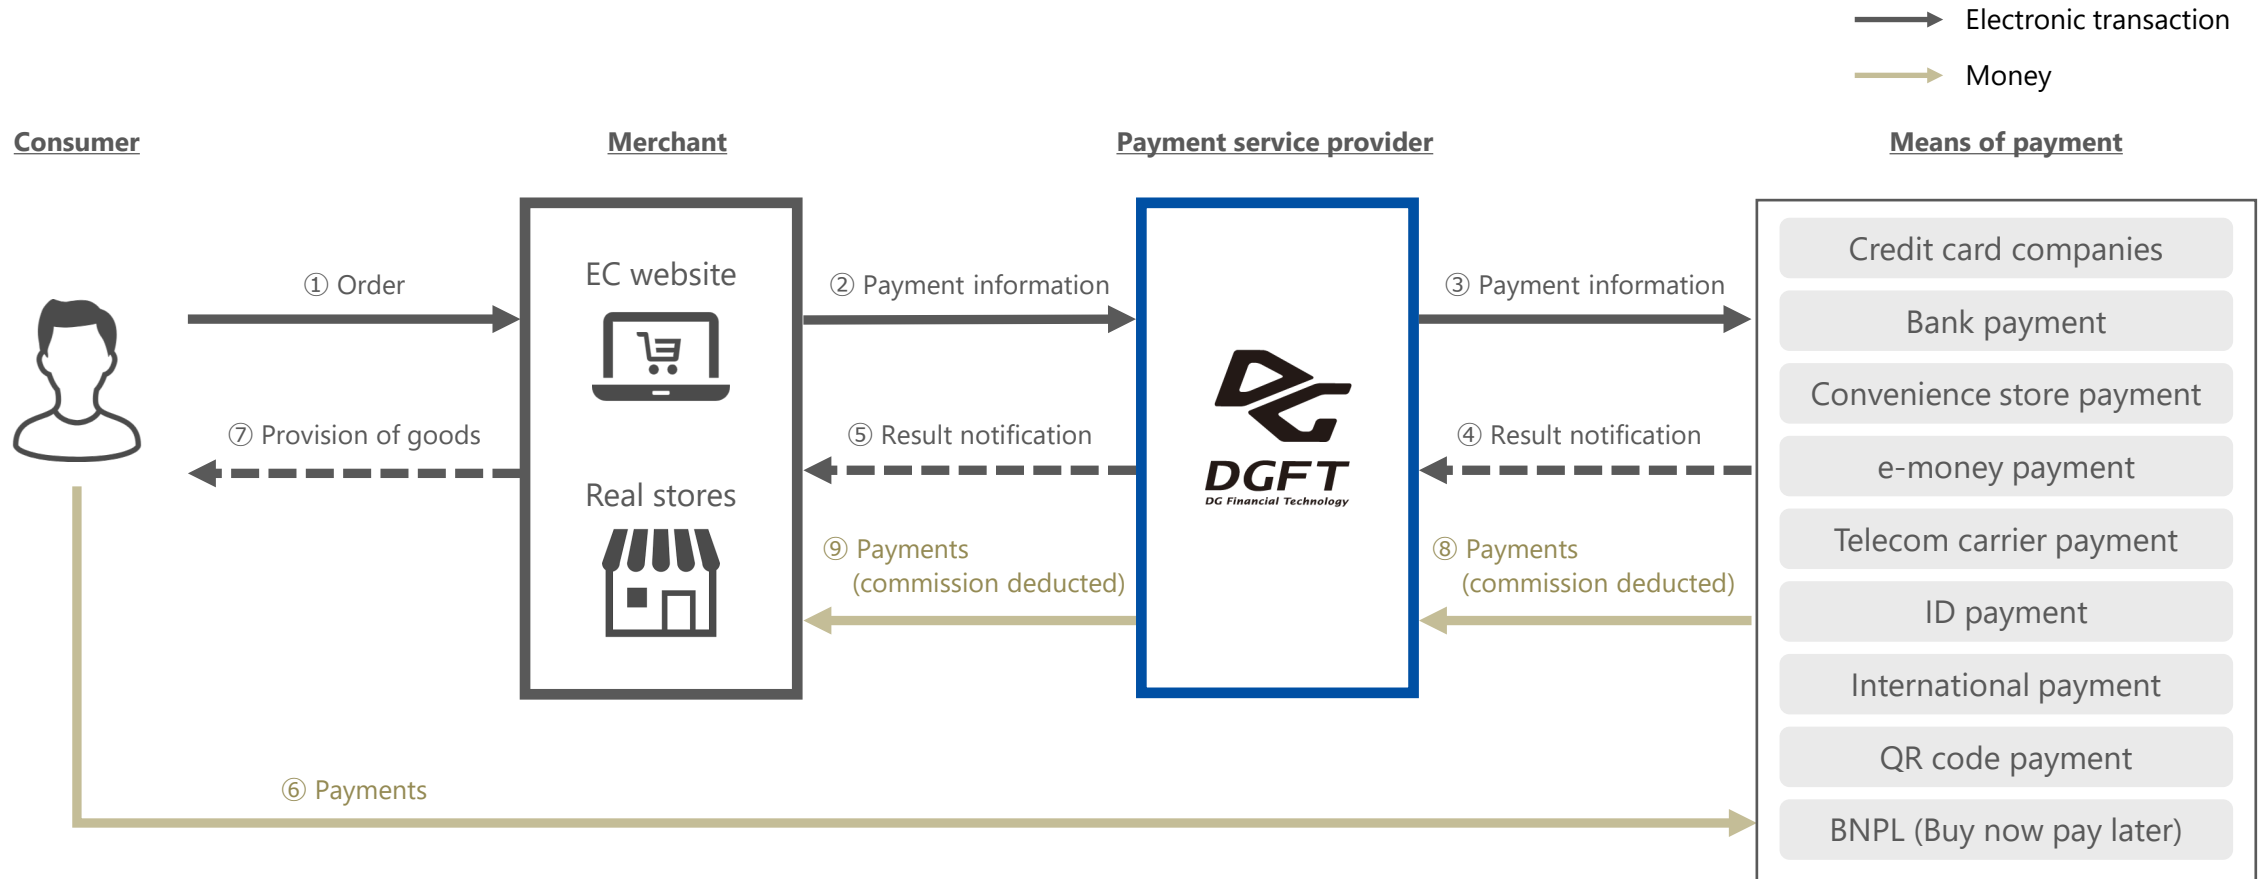 Electronic transaction
Money
Consumer
Merchant
Payment service provider
Means of payment
① Order
⑦ Provision of goods
EC website
Real stores
② Payment information
⑤ Result notification
⑨ Payments
(commission deducted)
DGFT
DG Financial Technology
③ Payment information
④ Result notification
⑧ Payments
(commission deducted)
Credit card companies
Bank payment
Convenience store payment
e-money payment
Telecom carrier payment
ID payment
International payment
QR code payment
BNPL (Buy now pay later)
⑥ Payments